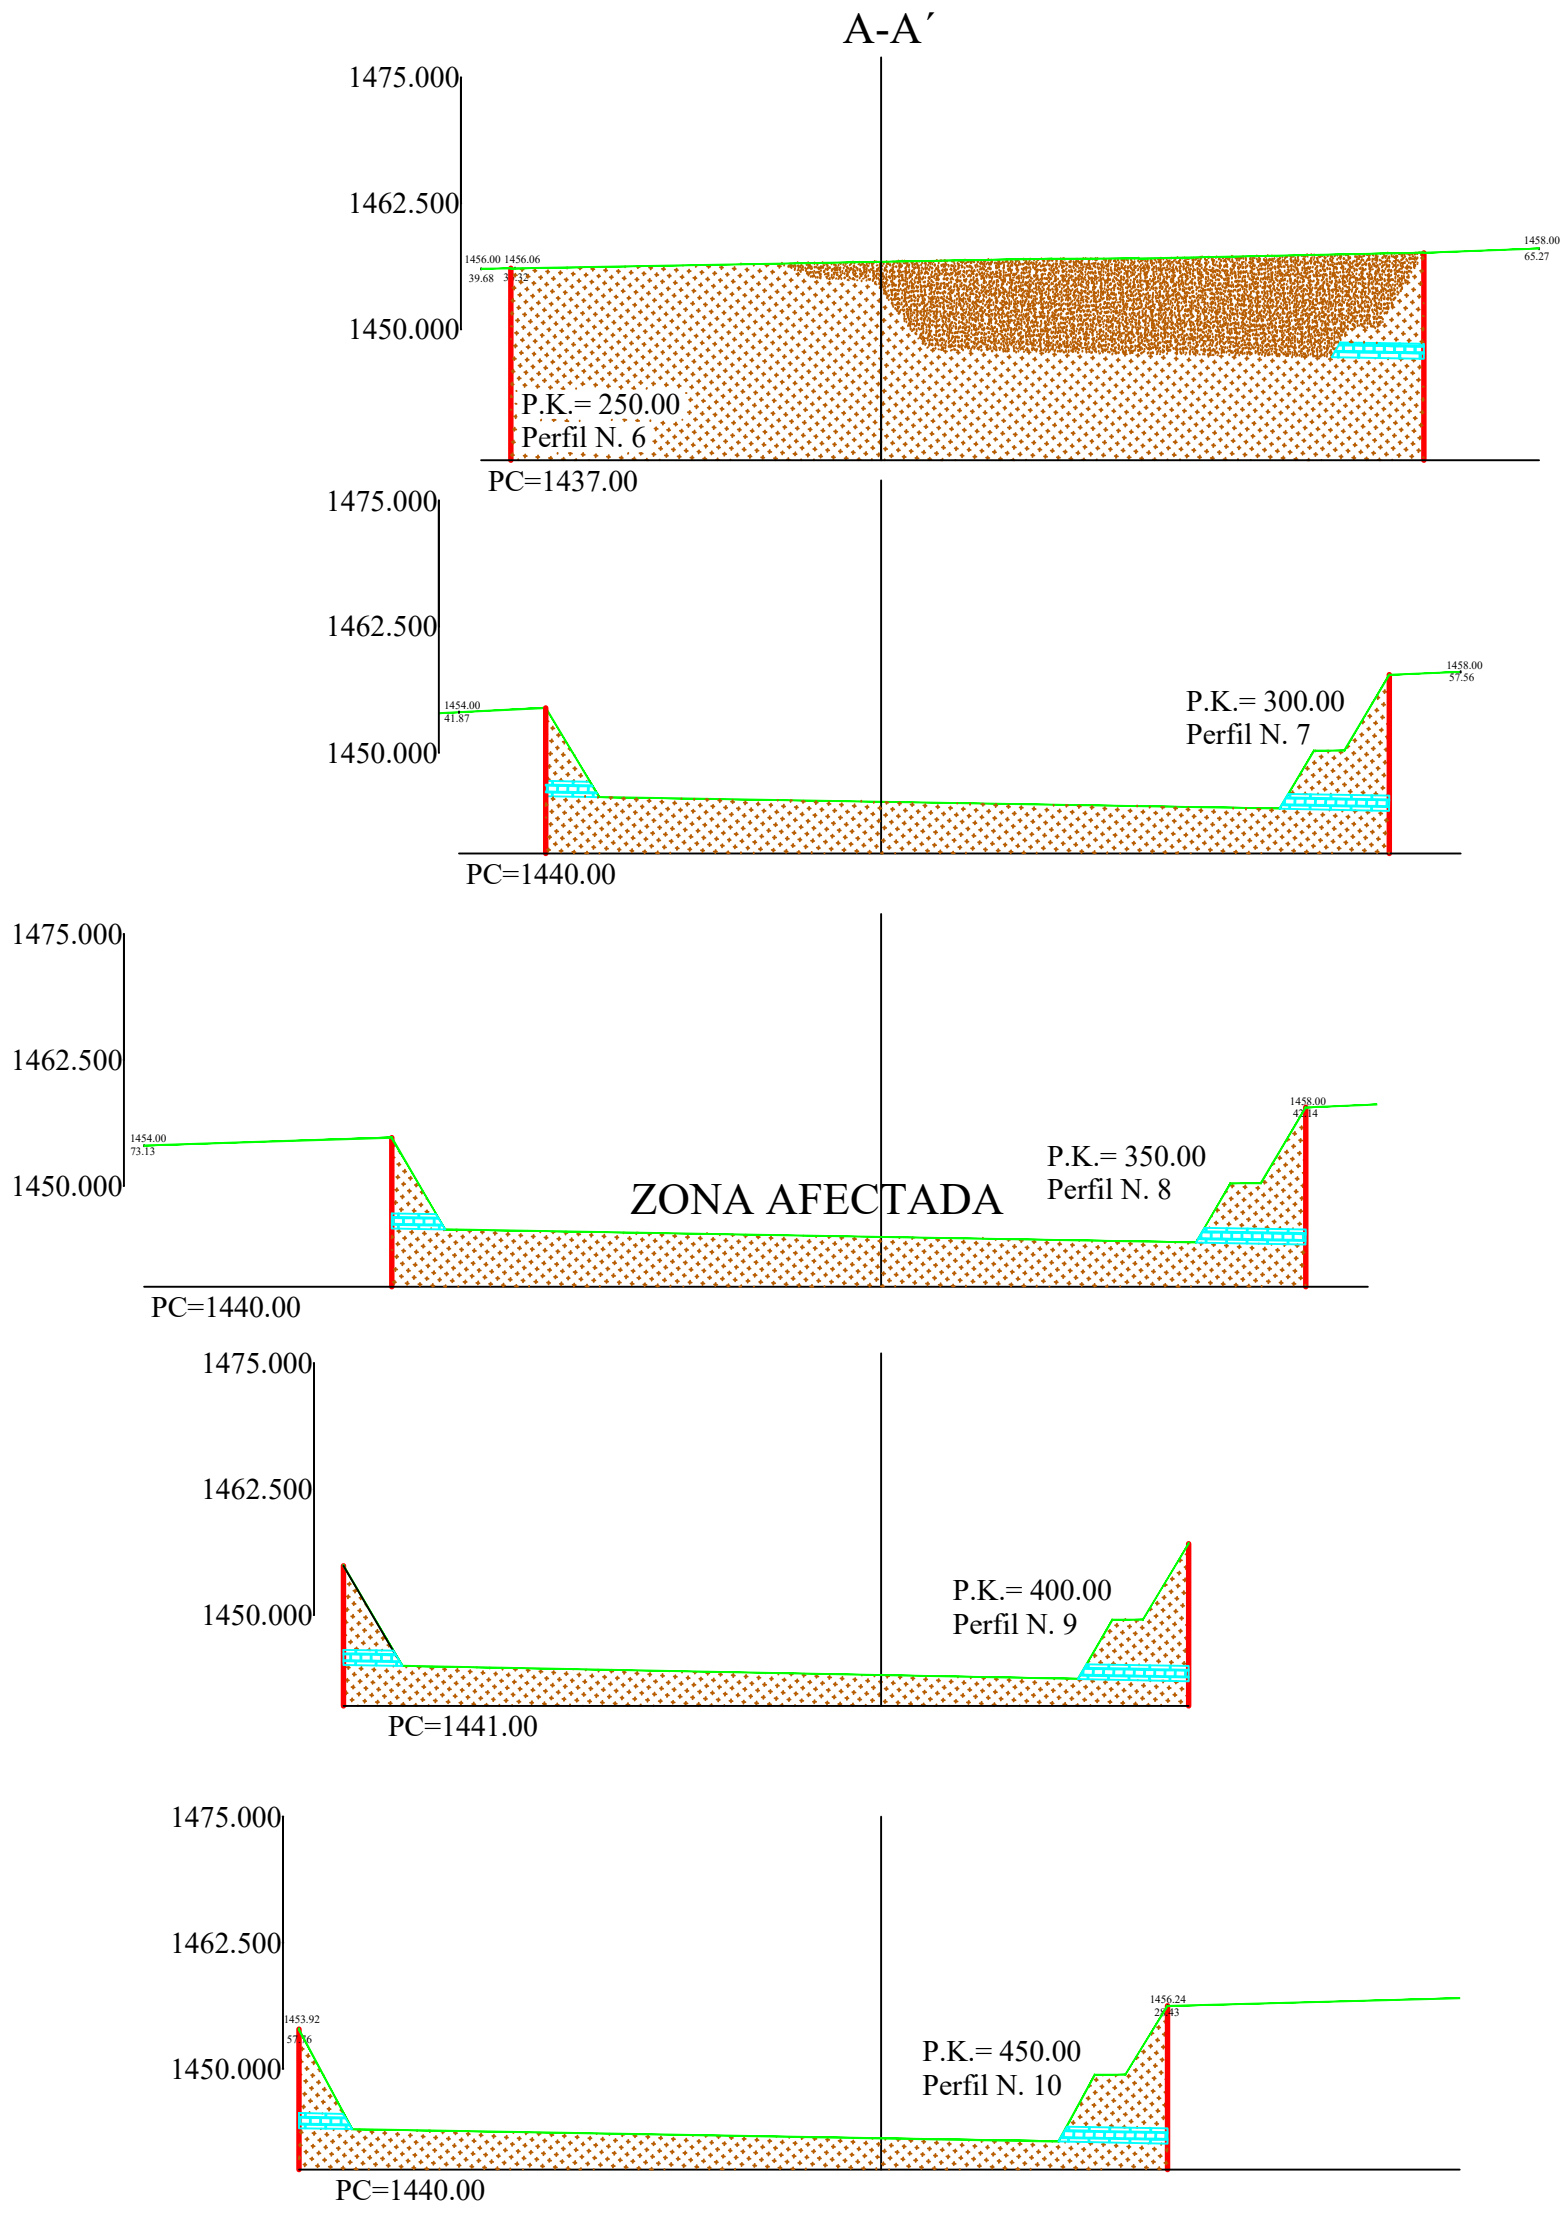 A-A´
1475.000
1462.500
1450.000
1456.00 1456.06
39.68
1458.00
65.27
P.K.= 250.00
Perfil N. 6
PC=1437.00
1475.000
1462.500
1450.000
1454.00
41.87
1458.00
57.56
P.K.= 300.00
Perfil N. 7
PC=1440.00
1475.000
1462.500
1450.000
1454.00
73.13
1458.00
P.K.= 350.00
Perfil N. 8
ZONA AFECTADA
PC=1440.00
1475.000
1462.500
1450.000
P.K.= 400.00
Perfil N. 9
PC=1441.00
1475.000
1462.500
1450.000
1453.92
1456.24
P.K.= 450.00
Perfil N. 10
PC=1440.00